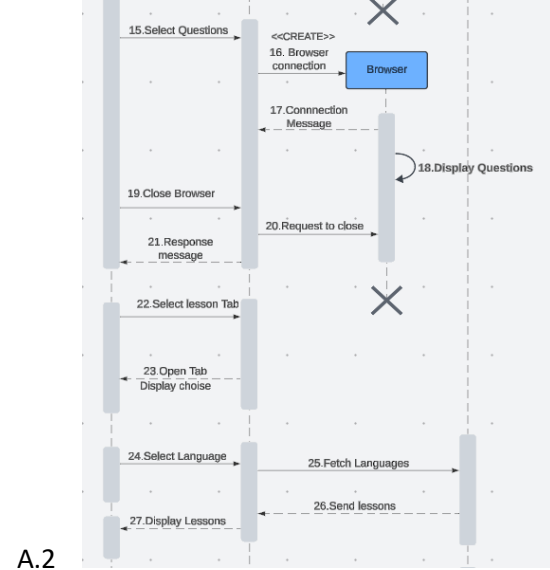 15.Select Questions
<<CREATE>>
16. Browser
connection
Browser
17.Connnection
Message
18.Display Questions
19.Close Browser
20.Request to close
21.Response
message
22.Select lesson Tab
23.Open Tab
Display choise
24.Select Language
25.Fetch Languages
26.Send lessons
27.Display Lessons
A.2